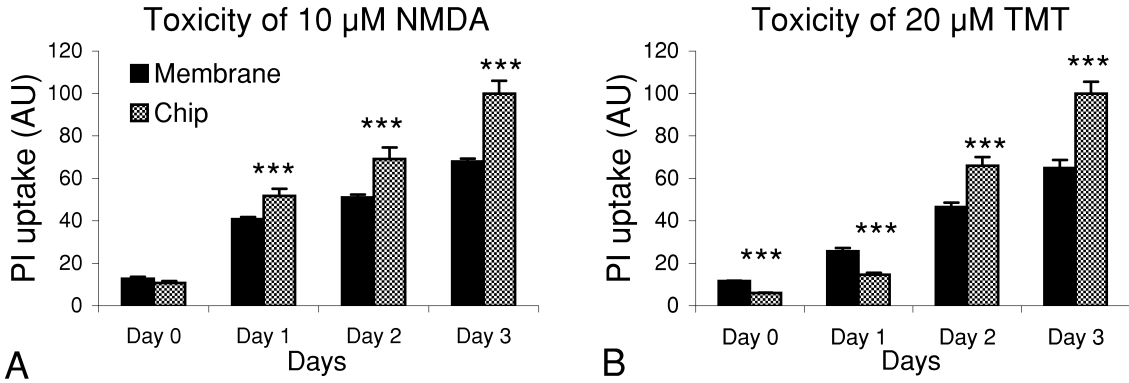 Toxicity of 10 µM NMDA
120
100
80
60
40
20
0
PI uptake (AU)
Membrane
Chip
***
***
***
Day 0 Day 1 Day 2 Day 3
Days
A
Toxicity of 20 µM TMT
120
100
80
60
40
20
0
PI uptake (AU)
***
***
***
***
Day 0 Day 1 Day 2 Day 3
Days
B